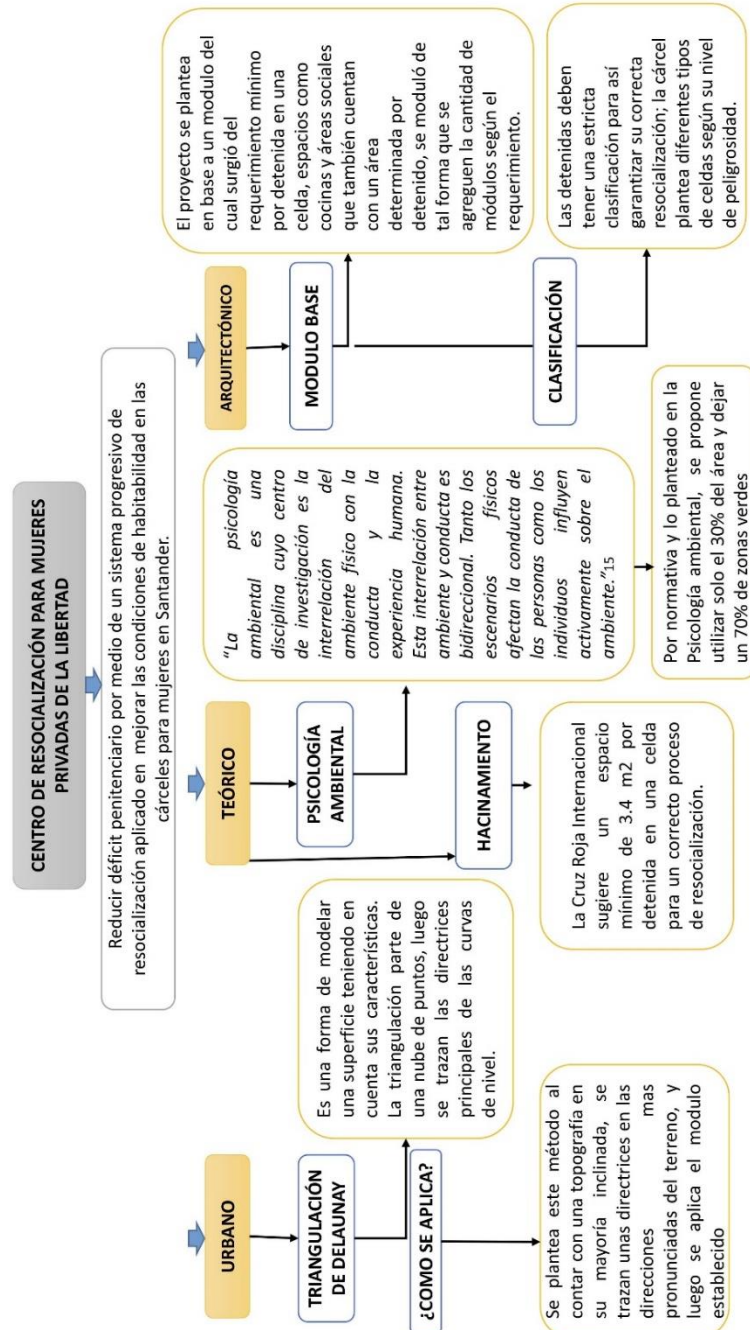 CENTRO DE RESOCIALIZACIÓN PARA MUJERES
PRIVADAS DE LA LIBERTAD
Reducir déficit penitenciario por medio de un sistema progresivo de
resocialización aplicado en mejorar las condiciones de habitabilidad en las
cárceles para mujeres en Santander.
URBANO
TRIANGULACIÓN
DE DELAUNAY
Es una forma de modelar
una superficie teniendo en
cuenta sus características.
La triangulación parte de
una nube de puntos, luego
se trazan las directrices
principales de las curvas
de nivel.
¿COMO SE APLICA?
Se plantea este método al
contar con una topografía en
su mayoría inclinada, se
trazan unas directrices en las
direcciones mas
pronunciadas del terreno, y
luego se aplica el modulo
establecido
TEÓRICO
PSICOLOGÍA
AMBIENTAL
“La psicología
ambiental es una
disciplina cuyo centro
de investigación es la
interrelación del
ambiente físico con la
conducta y la
experiencia humana.
Esta interrelación entre
ambiente y conducta es
bidireccional. Tanto los
escenarios físicos
afectan la conducta de
las personas como los
individuos influyen
activamente sobre el
ambiente.”15
Por normativa y lo planteado en la
Psicología ambiental, se propone
utilizar solo el 30% del área y dejar
un 70% de zonas verdes
HACINAMIENTO
La Cruz Roja Internacional
sugiere un espacio
mínimo de 3.4 m2 por
detenida en una celda
para un correcto proceso
de resocialización.
ARQUITECTÓNICO
MODULO BASE
El proyecto se plantea
en base a un modulo del
cual surgió del
requerimiento mínimo
por detenida en una
celda, espacios como
cocinas y áreas sociales
que también cuentan
con un área
determinada por
detenido, se moduló de
tal forma que se
agreguen la cantidad de
módulos según el
requerimiento.
CLASIFICACIÓN
Las detenidas deben
tener una estricta
clasificación para así
garantizar su correcta
resocialización; la cárcel
plantea diferentes tipos
de celdas según su nivel
de peligrosidad.